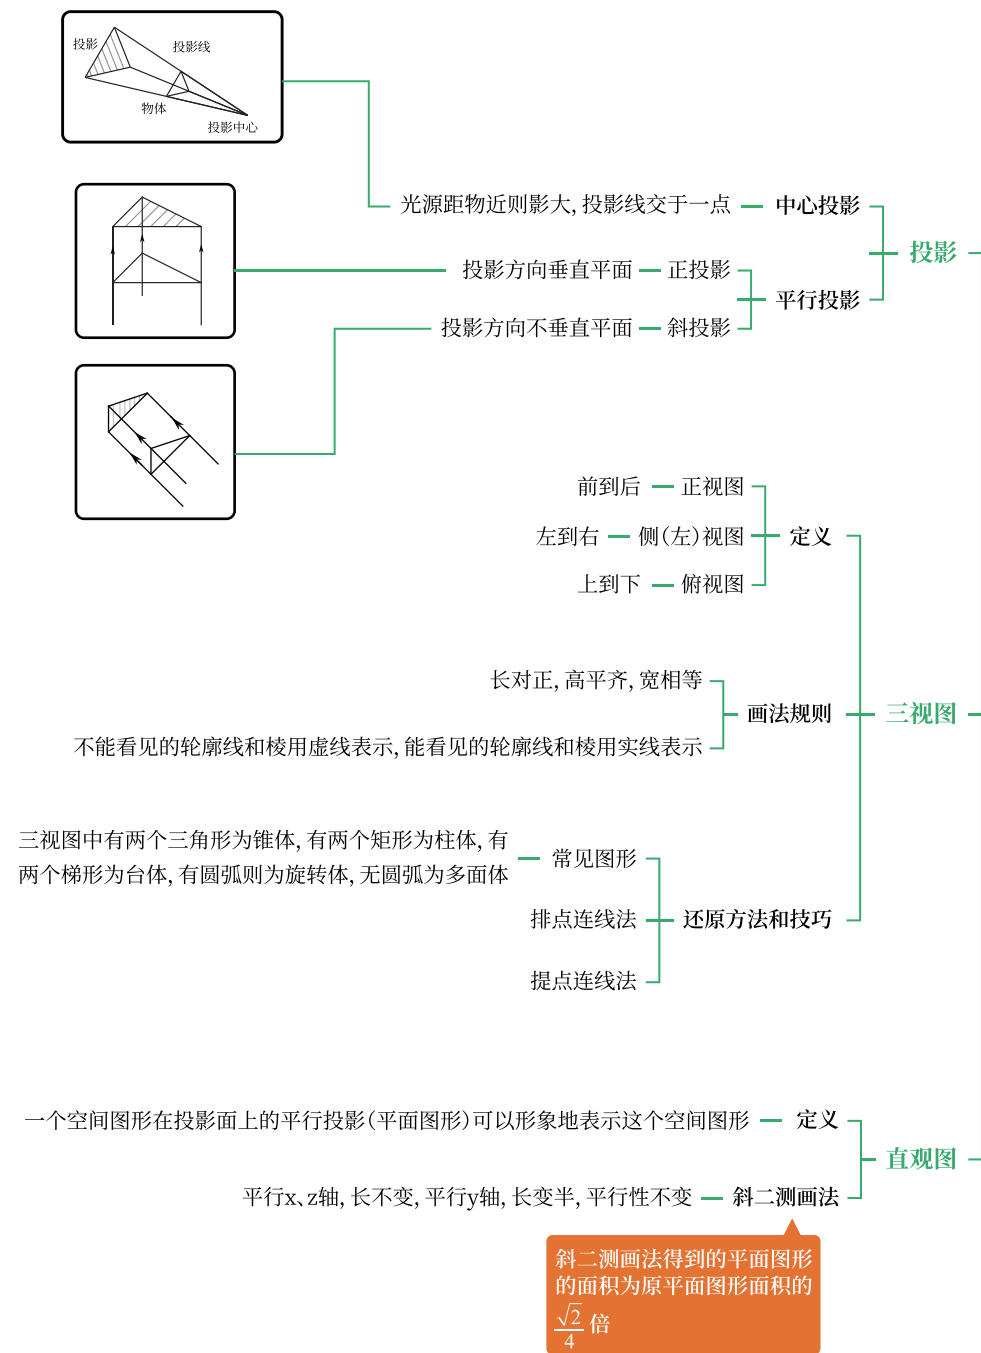 投影
投影线
物体
投影中心
光源距物近则影大, 投影线交于一点
中心投影
投影
投影方向垂直平面
正投影
平行投影
投影方向不垂直平面
斜投影
前到后
正视图
左到右
侧(左)视图
定义
上到下
俯视图
长对正, 高平齐, 宽相等
画法规则
三视图
不能看见的轮廓线和棱用虚线表示, 能看见的轮廓线和棱用实线表示
三视图中有两个三角形为锥体, 有两个矩形为柱体, 有
两个梯形为台体, 有圆弧则为旋转体, 无圆弧为多面体
常见图形
排点连线法
还原方法和技巧
提点连线法
一个空间图形在投影面上的平行投影(平面图形)可以形象地表示这个空间图形
定义
直观图
平行x、z轴, 长不变, 平行y轴, 长变半, 平行性不变
斜二测画法
斜二测画法得到的平面图形
的面积为原平面图形面积的
√2/4 倍